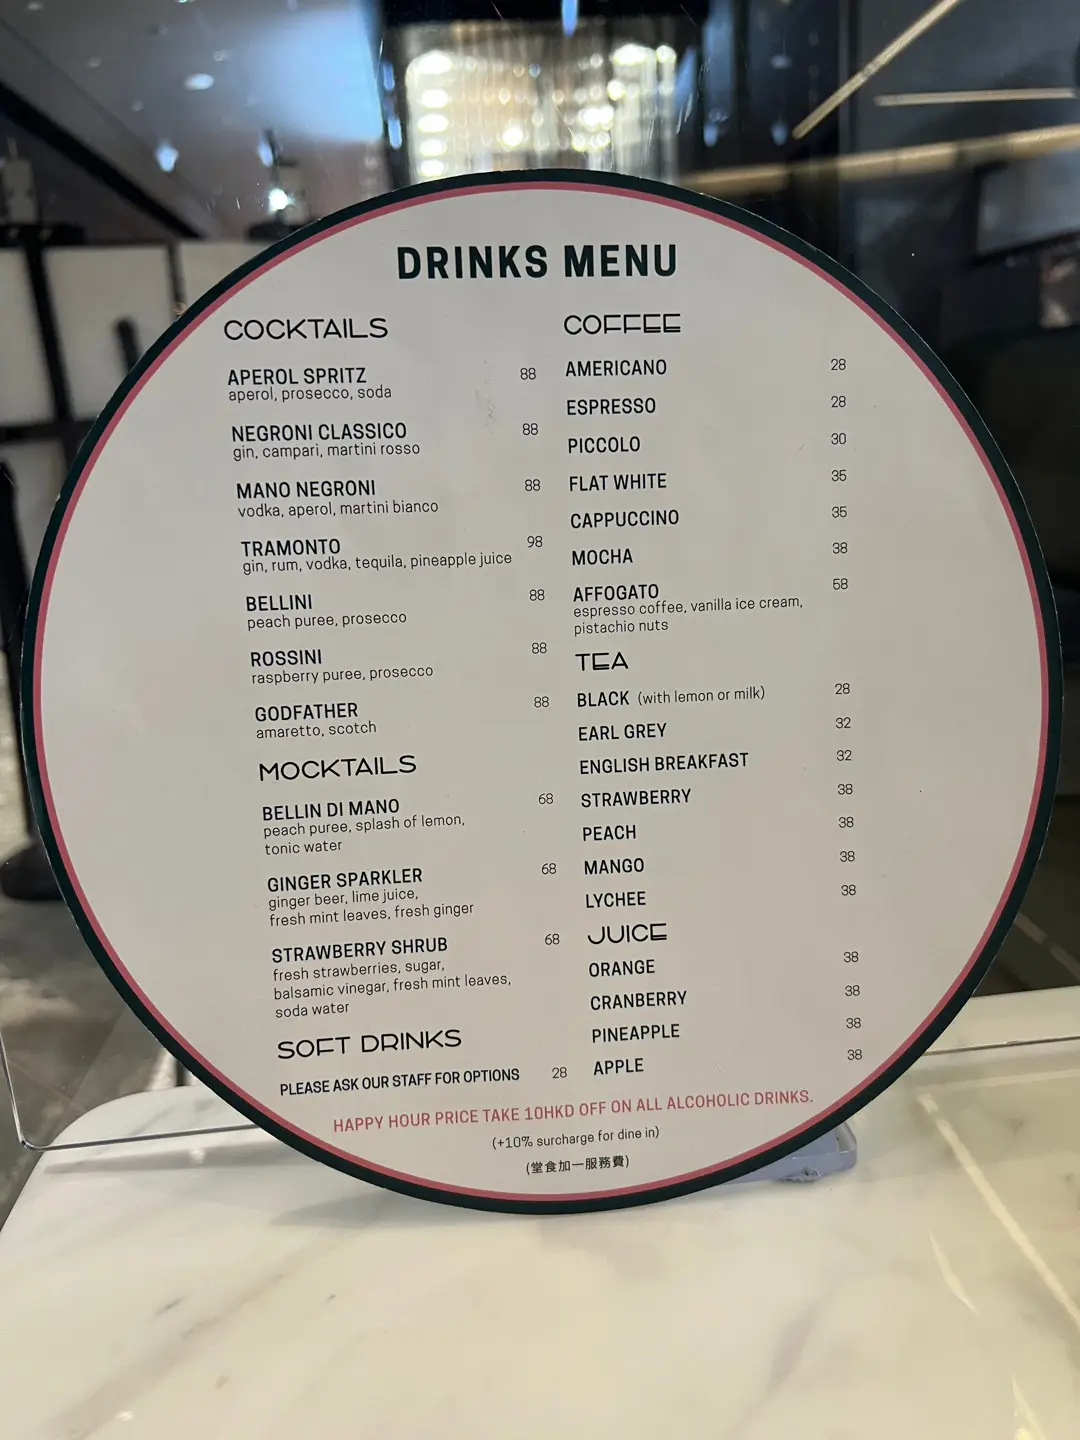 DRINKS MENU
COCKTAILS
APEROL SPRITZ 88
aperol, prosecco, soda
NEGRONI CLASSICO 88
gin, campari, martini rosso
MANO NEGRONI 88
vodka, aperol, martini bianco
TRAMONTO 98
gin, rum, vodka, tequila, pineapple juice
BELLINI 88
peach puree, prosecco
ROSSINI 88
raspberry puree, prosecco
GODFATHER 88
amaretto, scotch
MOCKTAILS
BELLIN DI MANO 68
peach puree, splash of lemon,
tonic water
GINGER SPARKLER 68
ginger beer, lime juice,
fresh mint leaves, fresh ginger
STRAWBERRY SHRUB 68
fresh strawberries, sugar,
balsamic vinegar, fresh mint leaves,
soda water
SOFT DRINKS
PLEASE ASK OUR STAFF FOR OPTIONS 28
COFFEE
AMERICANO 28
ESPRESSO 28
PICCOLO 30
FLAT WHITE 35
CAPPUCCINO 35
MOCHA 38
AFFOGATO 58
espresso coffee, vanilla ice cream,
pistachio nuts
TEA
BLACK (with lemon or milk) 28
EARL GREY 32
ENGLISH BREAKFAST 32
STRAWBERRY 38
PEACH 38
MANGO 38
LYCHEE 38
JUICE
ORANGE 38
CRANBERRY 38
PINEAPPLE 38
APPLE 38
HAPPY HOUR PRICE TAKE 10HKD OFF ON ALL ALCOHOLIC DRINKS.
(+10% surcharge for dine in)
(堂食加一服務費)